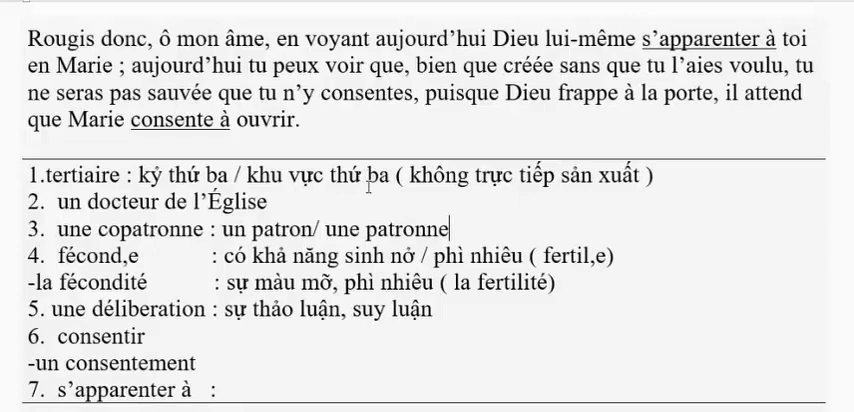 Rougis donc, ô mon âme, en voyant aujourd’hui Dieu lui-même s’apparenter à toi
en Marie ; aujourd’hui tu peux voir que, bien que créée sans que tu l’aies voulu, tu
ne seras pas sauvée que tu n’y consentes, puisque Dieu frappe à la porte, il attend
que Marie consente à ouvrir.
1.tertiaire : kỷ thứ ba / khu vực thứ ba ( không trực tiếp sản xuất )
2. un docteur de l’Église
3. une copatronne : un patron/ une patronne
4. fécond,e : có khả năng sinh nở / phì nhiêu ( fertil,e)
-la fécondité : sự màu mỡ, phì nhiêu ( la fertilité)
5. une déliberation : sự thảo luận, suy luận
6. consentir
-un consentement
7. s’apparenter à :